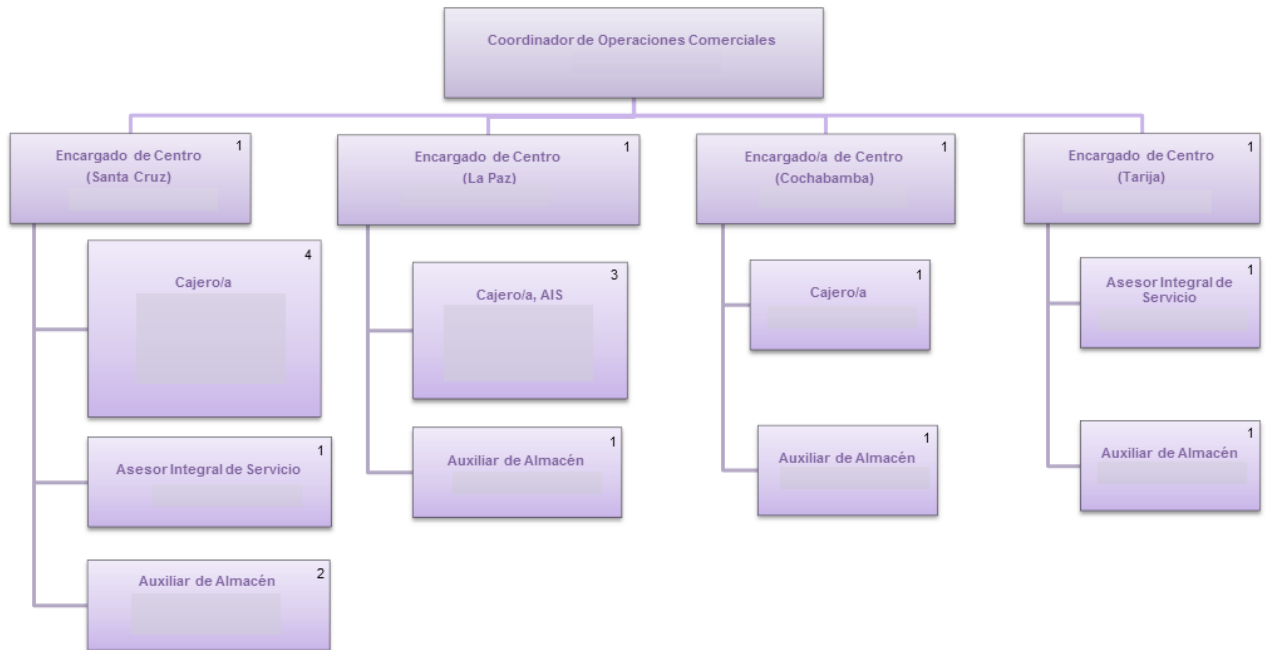 Coordinador de Operaciones Comerciales
1
Encargado de Centro
(Santa Cruz)
1
Encargado de Centro
(La Paz)
1
Encargado/a de Centro
(Cochabamba)
1
Encargado de Centro
(Tarija)
4
Cajero/a
1
Asesor Integral de Servicio
2
Auxiliar de Almacén
3
Cajero/a, AIS
1
Auxiliar de Almacén
1
Cajero/a
1
Auxiliar de Almacén
1
Asesor Integral de
Servicio
1
Auxiliar de Almacén